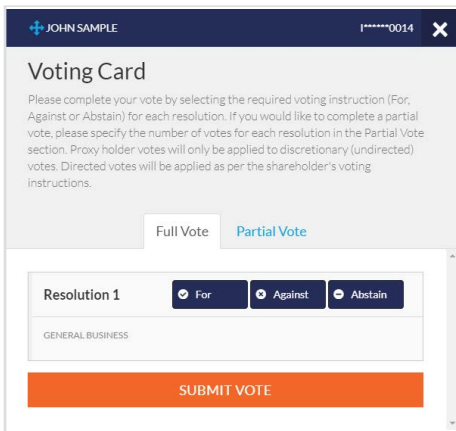 JOHN SAMPLE I******0014
Voting Card
Please complete your vote by selecting the required voting instruction (For,
Against or Abstain) for each resolution. If you would like to complete a partial
vote, please specify the number of votes for each resolution in the Partial Vote
section. Proxy holder votes will only be applied to discretionary (undirected)
votes. Directed votes will be applied as per the shareholder's voting
instructions.
Full Vote Partial Vote
Resolution 1 For Against Abstain
GENERAL BUSINESS
SUBMIT VOTE